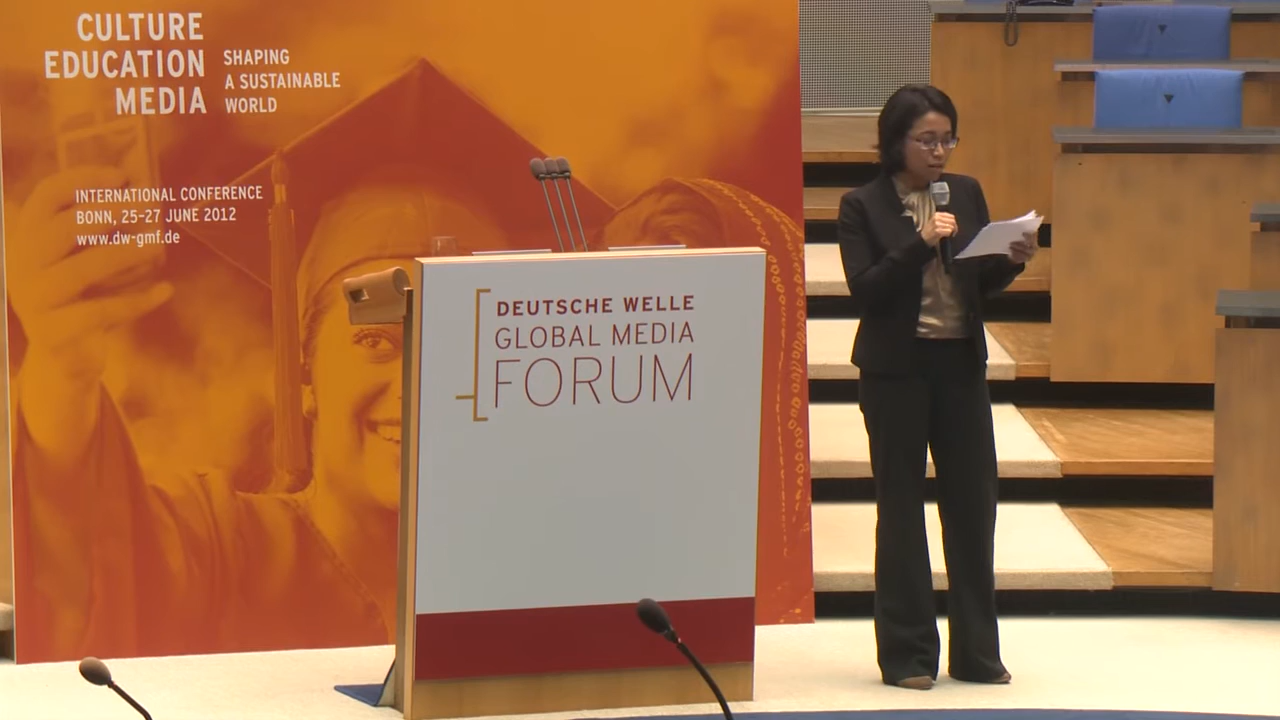 CULTURE
EDUCATION
MEDIA
SHAPING
A SUSTAINABLE
WORLD
INTERNATIONAL CONFERENCE
BONN, 25-27 JUNE 2012
www.dw-gmf.de
DEUTSCHE WELLE
GLOBAL MEDIA
FORUM